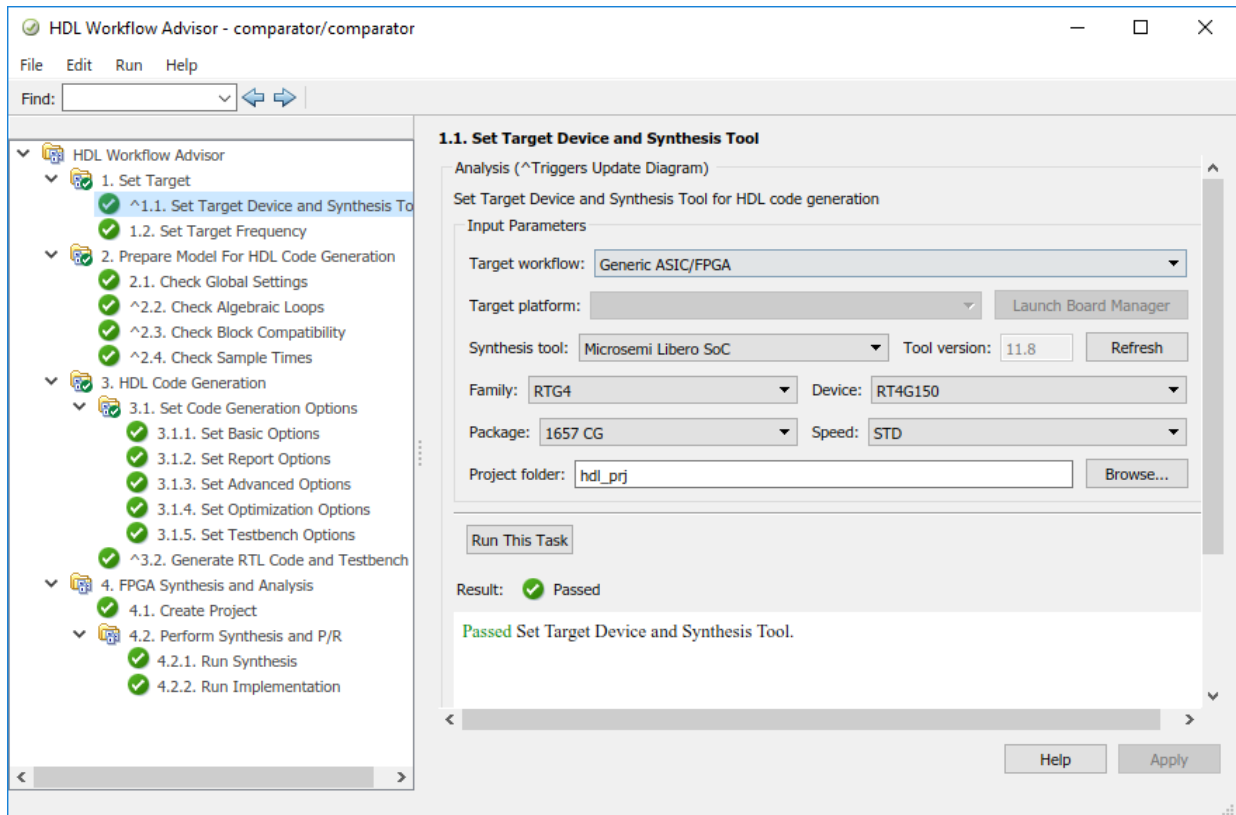 HDL Workflow Advisor - comparator/comparator
File Edit Run Help
Find:
HDL Workflow Advisor
1. Set Target
^1.1. Set Target Device and Synthesis To
1.2. Set Target Frequency
2. Prepare Model For HDL Code Generation
2.1. Check Global Settings
^2.2. Check Algebraic Loops
^2.3. Check Block Compatibility
^2.4. Check Sample Times
3. HDL Code Generation
3.1. Set Code Generation Options
3.1.1. Set Basic Options
3.1.2. Set Report Options
3.1.3. Set Advanced Options
3.1.4. Set Optimization Options
3.1.5. Set Testbench Options
^3.2. Generate RTL Code and Testbench
4. FPGA Synthesis and Analysis
4.1. Create Project
4.2. Perform Synthesis and P/R
4.2.1. Run Synthesis
4.2.2. Run Implementation
1.1. Set Target Device and Synthesis Tool
Analysis (^Triggers Update Diagram)
Set Target Device and Synthesis Tool for HDL code generation
Input Parameters
Target workflow: Generic ASIC/FPGA
Target platform: Launch Board Manager
Synthesis tool: Microsemi Libero SoC Tool version: 11.8 Refresh
Family: RTG4 Device: RT4G150
Package: 1657 CG Speed: STD
Project folder: hdl_prj Browse...
Run This Task
Result: Passed
Passed Set Target Device and Synthesis Tool.
Help Apply